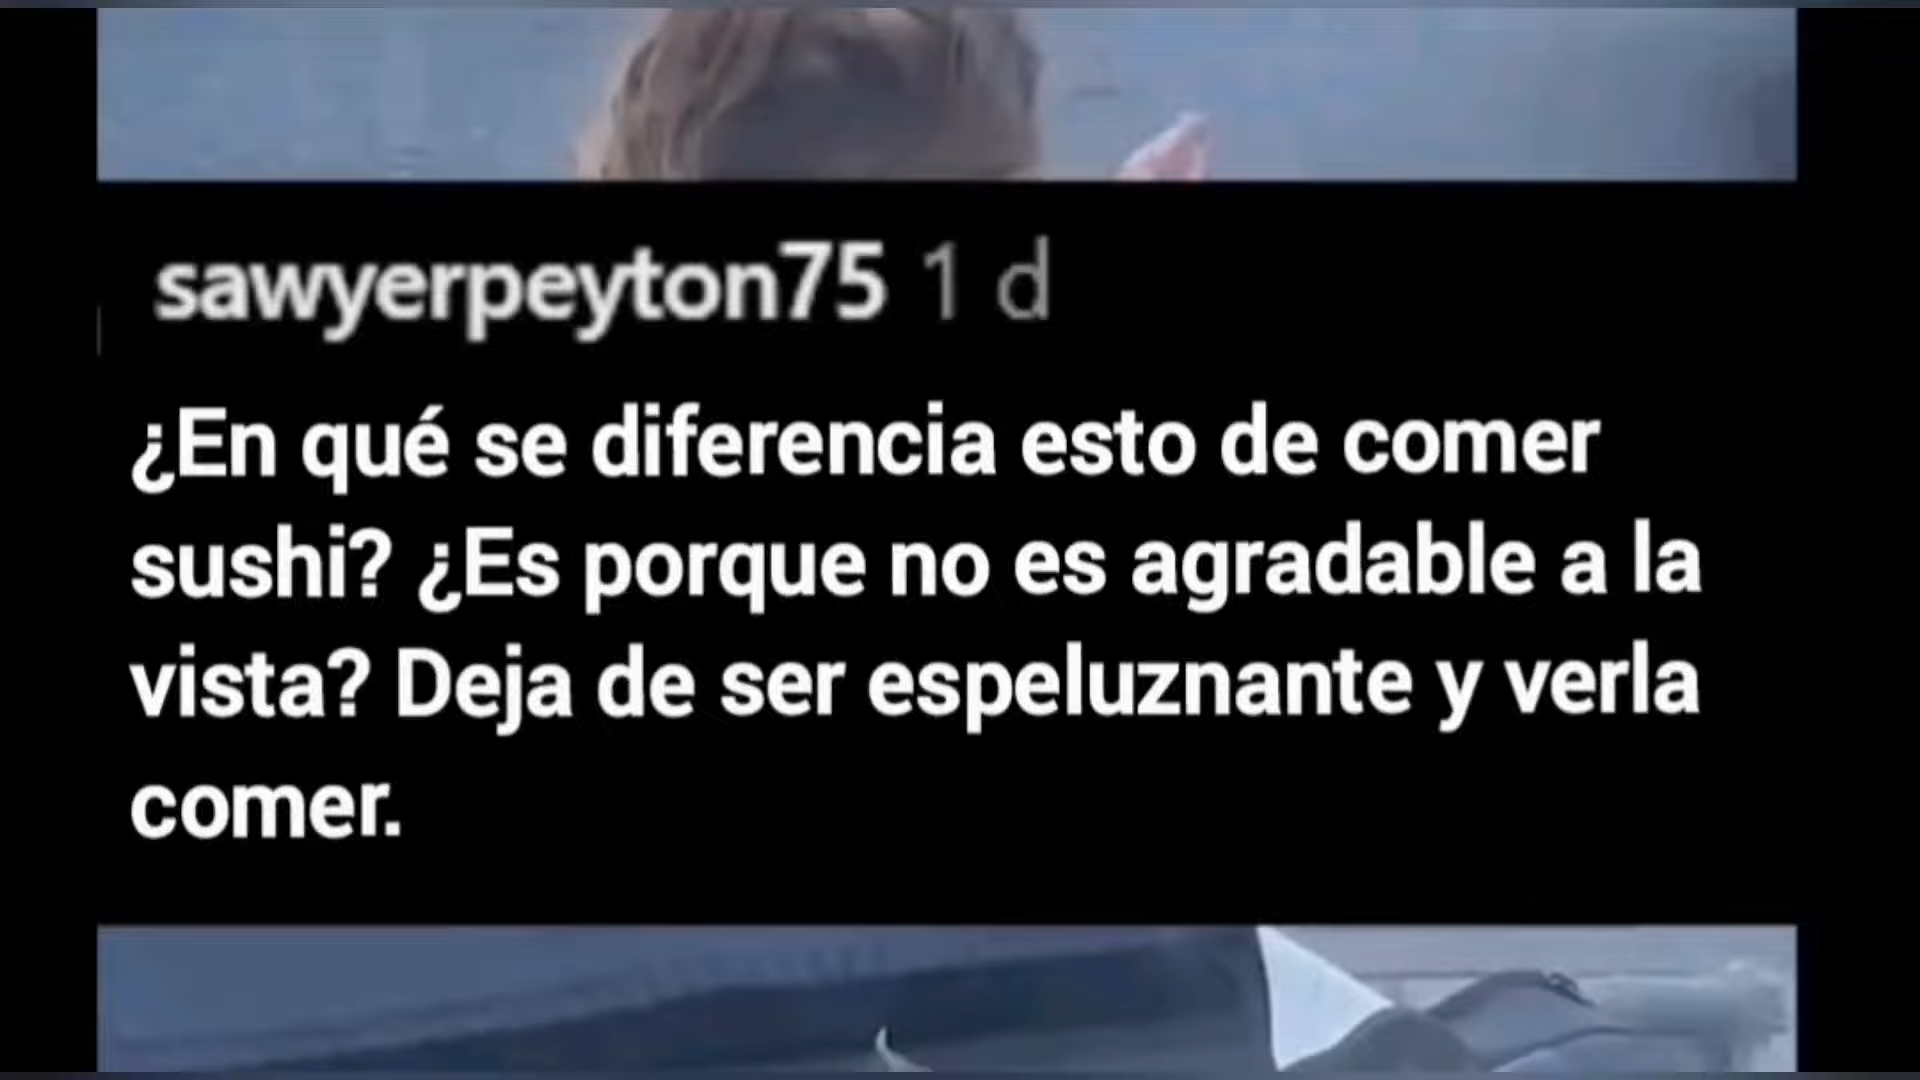 sawyerpeyton75 1 d
¿En qué se diferencia esto de comer
sushi? ¿Es porque no es agradable a la
vista? Deja de ser espeluznante y verla
comer.